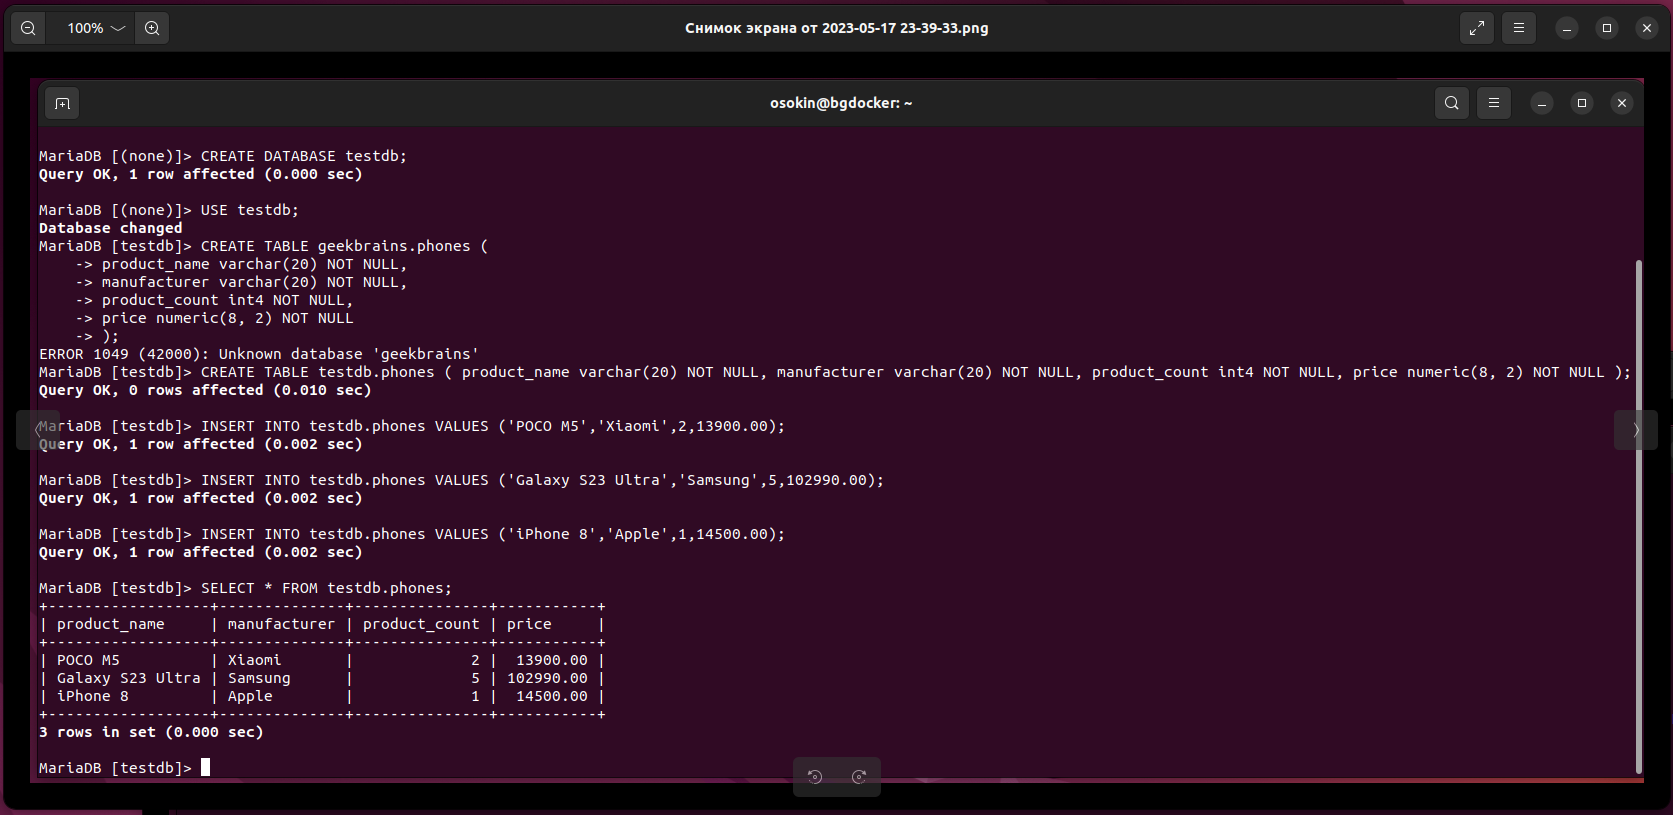 100%
Снимок экрана от 2023-05-17 23-39-33.png
osokin@bgdocker: ~
MariaDB [(none)]> CREATE DATABASE testdb;
Query OK, 1 row affected (0.000 sec)
MariaDB [(none)]> USE testdb;
Database changed
MariaDB [testdb]> CREATE TABLE geekbrains.phones (
    -> product_name varchar(20) NOT NULL,
    -> manufacturer varchar(20) NOT NULL,
    -> product_count int4 NOT NULL,
    -> price numeric(8, 2) NOT NULL
    -> );
ERROR 1049 (42000): Unknown database 'geekbrains'
MariaDB [testdb]> CREATE TABLE testdb.phones ( product_name varchar(20) NOT NULL, manufacturer varchar(20) NOT NULL, product_count int4 NOT NULL, price numeric(8, 2) NOT NULL );
Query OK, 0 rows affected (0.010 sec)
MariaDB [testdb]> INSERT INTO testdb.phones VALUES ('POCO M5','Xiaomi',2,13900.00);
Query OK, 1 row affected (0.002 sec)
MariaDB [testdb]> INSERT INTO testdb.phones VALUES ('Galaxy S23 Ultra','Samsung',5,102990.00);
Query OK, 1 row affected (0.002 sec)
MariaDB [testdb]> INSERT INTO testdb.phones VALUES ('iPhone 8','Apple',1,14500.00);
Query OK, 1 row affected (0.002 sec)
MariaDB [testdb]> SELECT * FROM testdb.phones;
+------------------+--------------+---------------+-----------+
| product_name     | manufacturer | product_count | price     |
+------------------+--------------+---------------+-----------+
| POCO M5          | Xiaomi       |             2 |  13900.00 |
| Galaxy S23 Ultra | Samsung      |             5 | 102990.00 |
| iPhone 8         | Apple        |             1 |  14500.00 |
+------------------+--------------+---------------+-----------+
3 rows in set (0.000 sec)
MariaDB [testdb]>